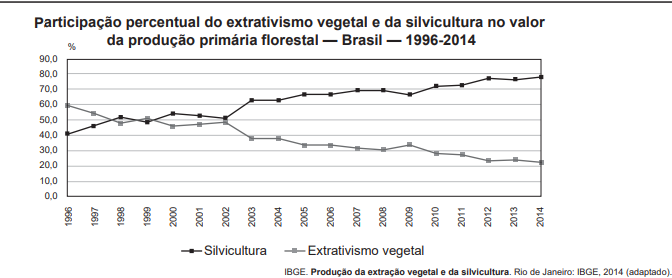 Participação percentual do extrativismo vegetal e da silvicultura no valor
da produção primária florestal — Brasil — 1996-2014
%
90,0
80,0
70,0
60,0
50,0
40,0
30,0
20,0
10,0
0,0
1996 1997 1998 1999 2000 2001 2002 2003 2004 2005 2006 2007 2008 2009 2010 2011 2012 2013 2014
Silvicultura Extrativismo vegetal
IBGE. Produção da extração vegetal e da silvicultura. Rio de Janeiro: IBGE, 2014 (adaptado).